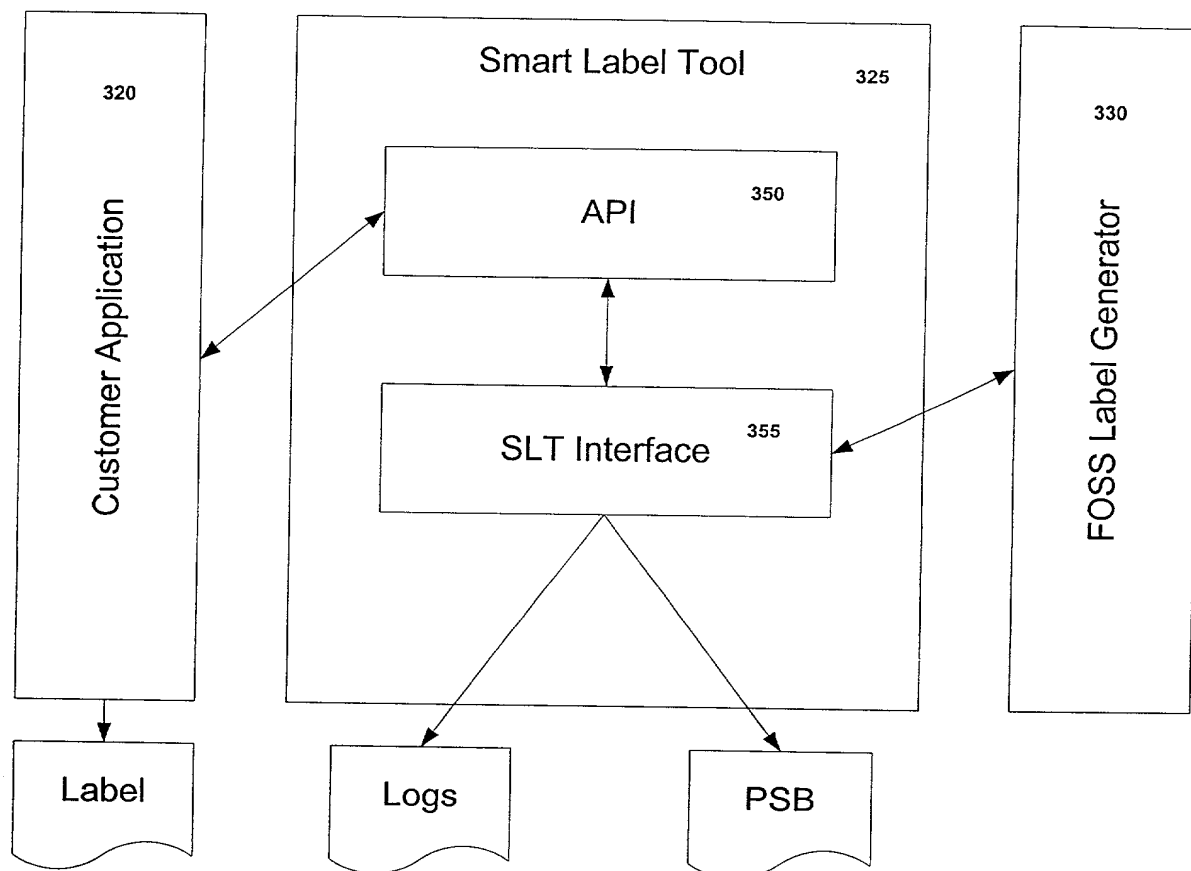 Smart Label Tool
325
320
Customer Application
API
350
SLT Interface
355
330
FOSS Label Generator
Label
Logs
PSB